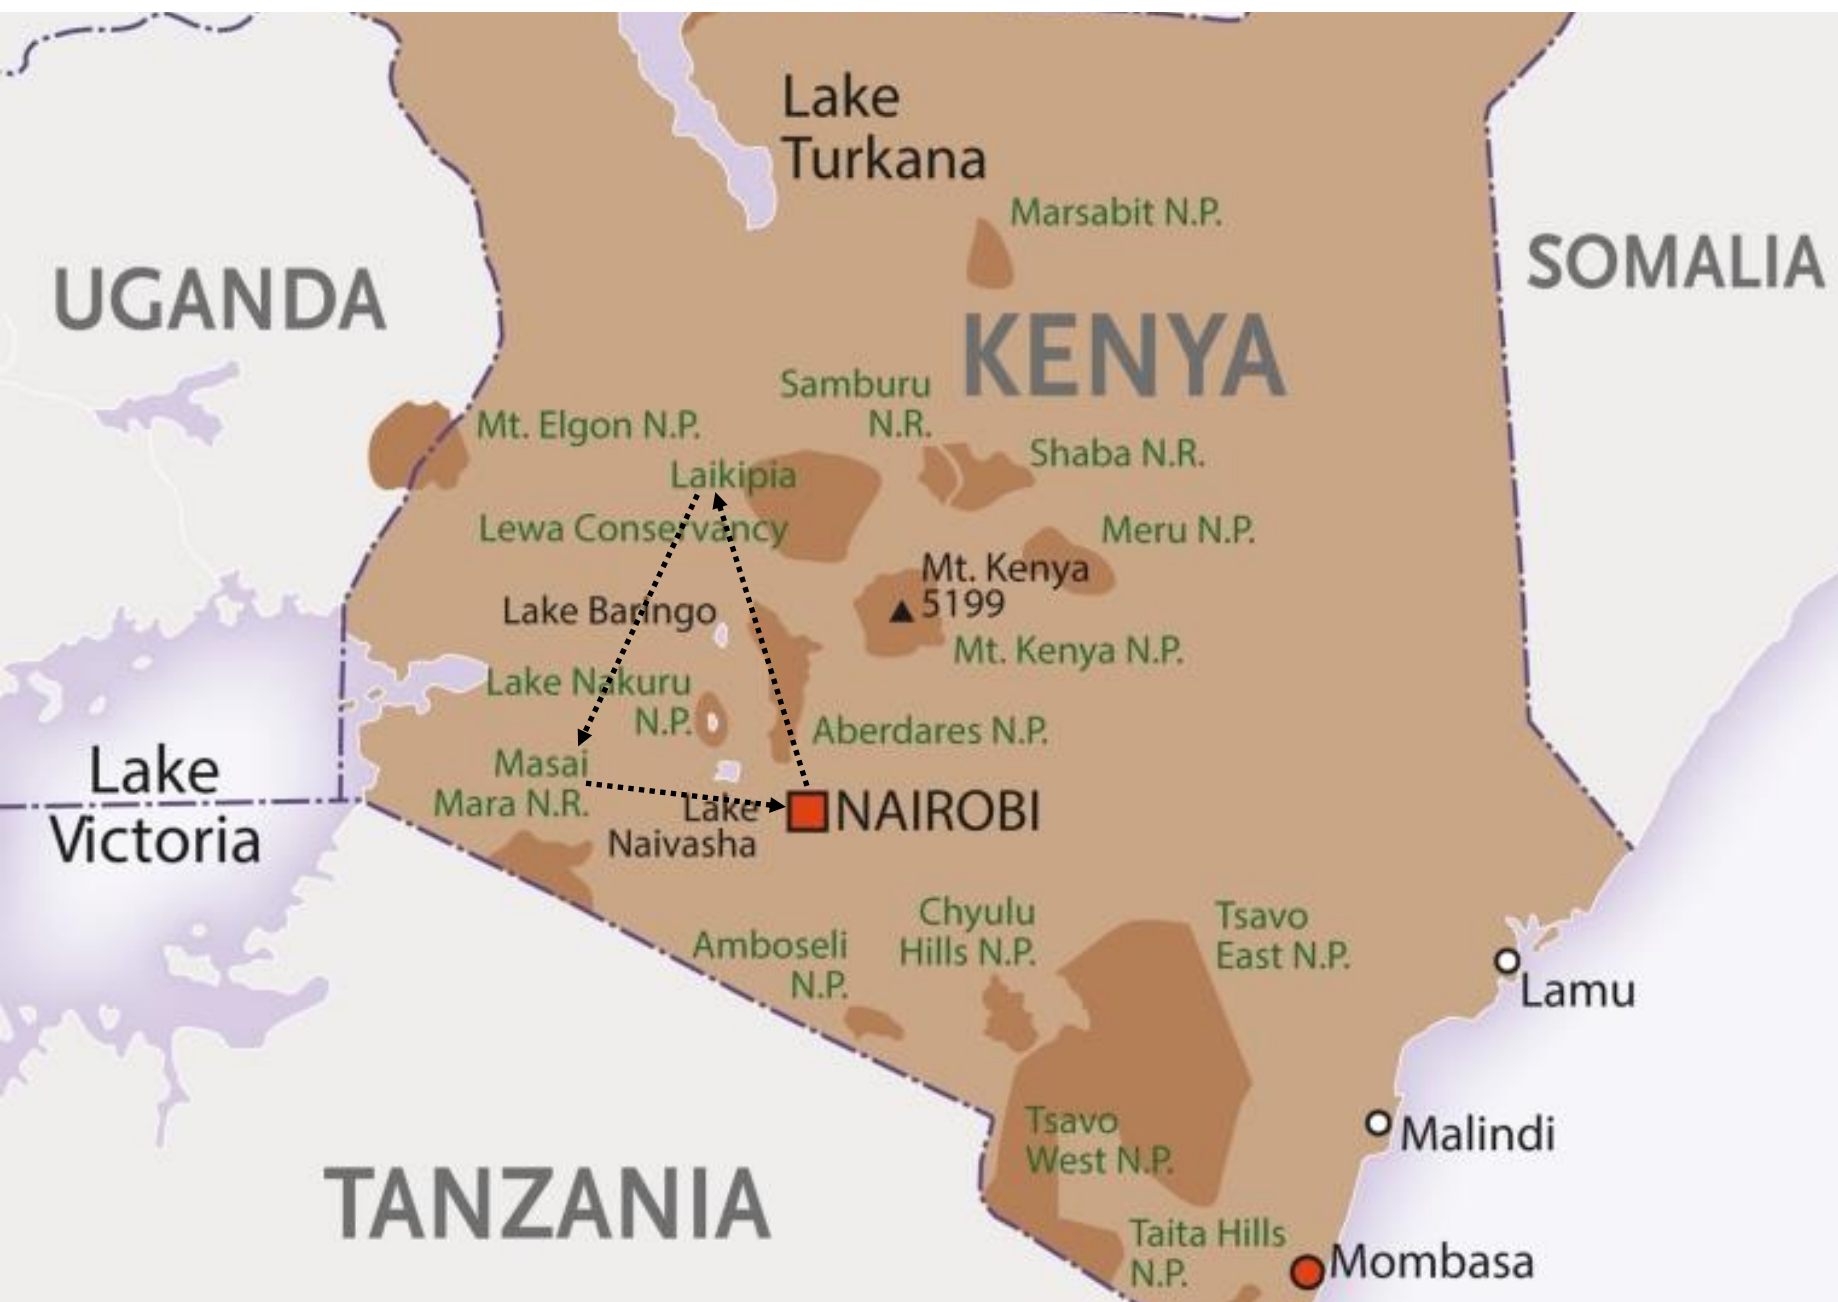 Lake
Turkana
Marsabit N.P.
UGANDA
SOMALIA
KENYA
Samburu
N.R.
Mt. Elgon N.P.
Shaba N.R.
Laikipia
Lewa Conservancy
Meru N.P.
Mt. Kenya
5199
Lake Baringo
Mt. Kenya N.P.
Lake Nakuru
N.P.
Aberdares N.P.
Lake
Victoria
Masai
Mara N.R.
Lake
Naivasha
NAIROBI
Chyulu
Hills N.P.
Tsavo
East N.P.
Amboseli
N.P.
Lamu
Tsavo
West N.P.
Malindi
TANZANIA
Taita Hills
N.P.
Mombasa